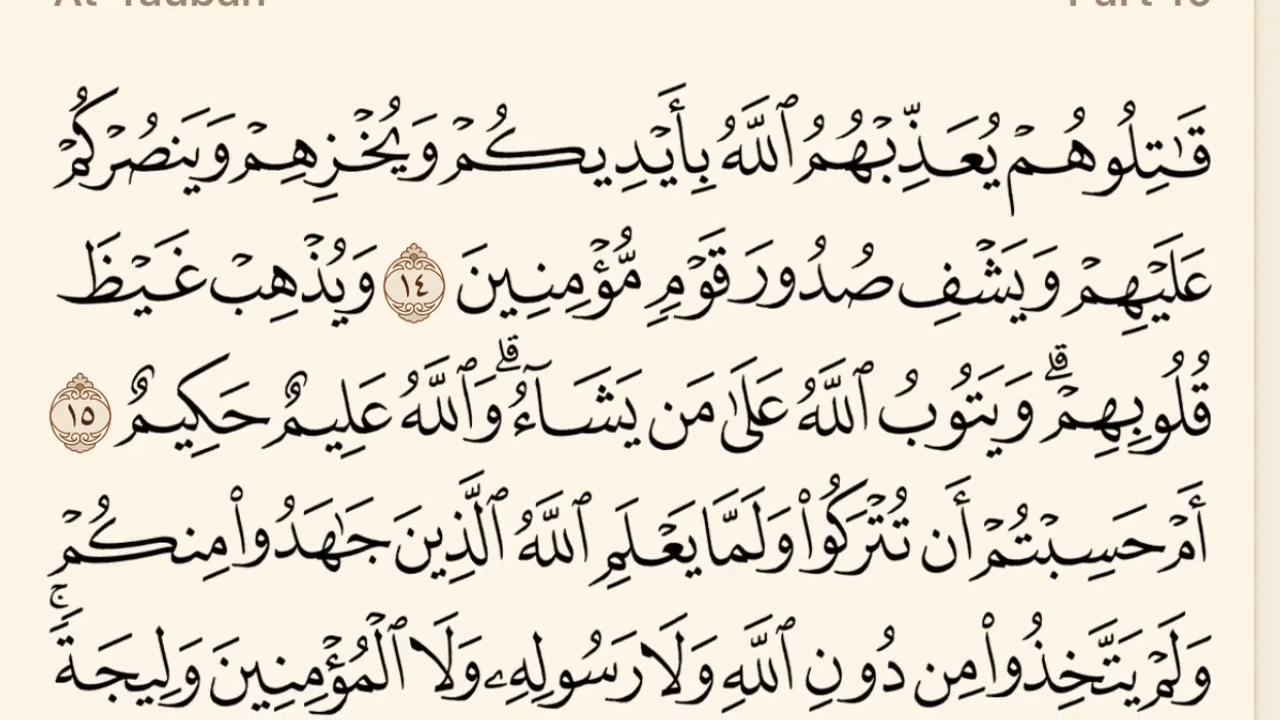 قَـٰتِلُوهُمْ يُعَذِّبْهُمُ ٱللَّهُ بِأَيْدِيكُمْ وَيُخْزِهِمْ وَيَنصُرْكُمْ
عَلَيْهِمْ وَيَشْفِ صُدُورَ قَوْمٍ مُّؤْمِنِينَ ١٤ وَيُذْهِبْ غَيْظَ
قُلُوبِهِمْ ۗ وَيَتُوبُ ٱللَّهُ عَلَىٰ مَن يَشَآءُ ۗ وَٱللَّهُ عَلِيمٌ حَكِيمٌ ١٥
أَمْ حَسِبْتُمْ أَن تُتْرَكُوا۟ وَلَمَّا يَعْلَمِ ٱللَّهُ ٱلَّذِينَ جَـٰهَدُوا۟ مِنكُمْ
وَلَمْ يَتَّخِذُوا۟ مِن دُونِ ٱللَّهِ وَلَا رَسُولِهِۦ وَلَا ٱلْمُؤْمِنِينَ وَلِيجَةً ۚ